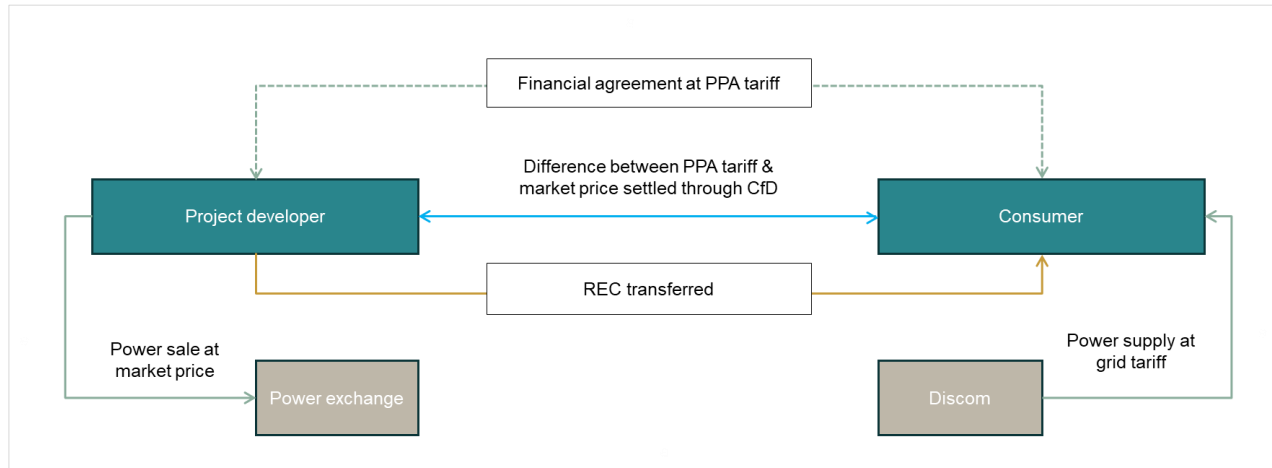 Financial agreement at PPA tariff
Difference between PPA tariff &
market price settled through CfD
Project developer
Consumer
REC transferred
Power sale at
market price
Power supply at
grid tariff
Power exchange
Discom